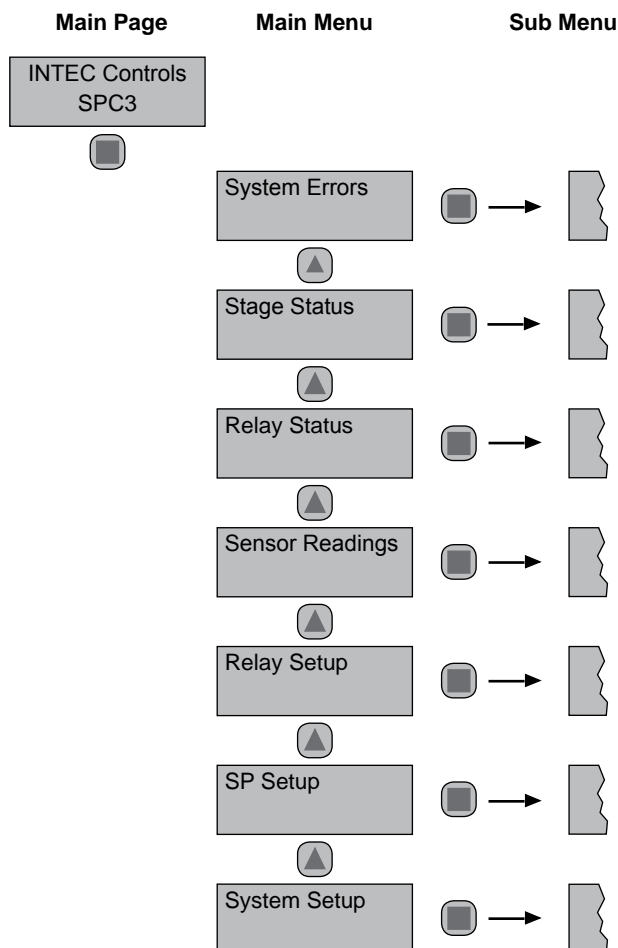 Main Page Main Menu Sub Menu
INTEC Controls
SPC3
System Errors
Stage Status
Relay Status
Sensor Readings
Relay Setup
SP Setup
System Setup